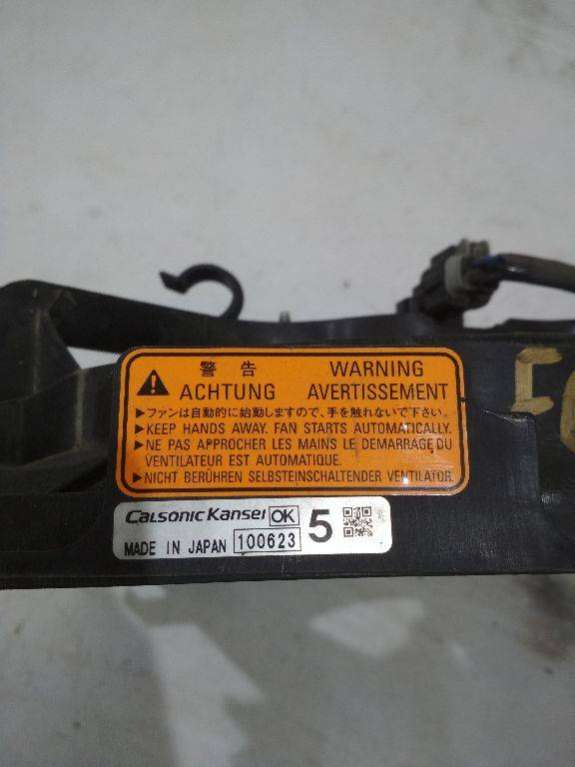 警告 WARNING
ACHTUNG AVERTISSEMENT
▶ファンは自動的に始動しますので、手を触れないで下さい。
▶KEEP HANDS AWAY. FAN STARTS AUTOMATICALLY.
▶NE PAS APPROCHER LES MAINS LE DEMARRAGE DU
VENTILATEUR EST AUTOMATIQUE.
▶NICHT BERÜHREN SELBSTEINSCHALTENDER VENTILATOR.
Calsonic Kansei OK 5
MADE IN JAPAN 100623